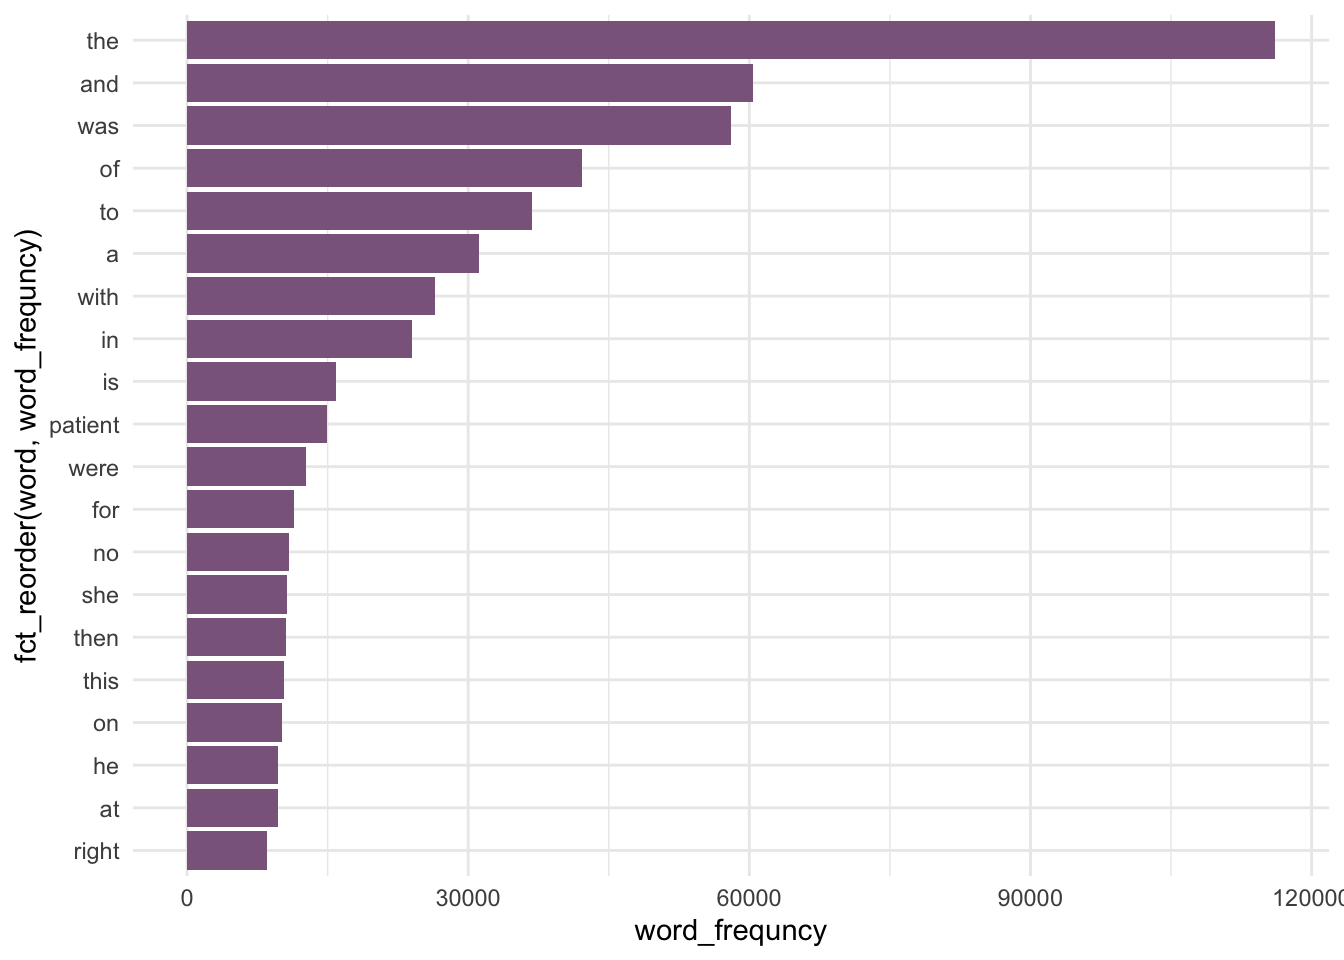 the
and
was
of
to
a
with
in
is
patient
were
for
no
she
then
this
on
he
at
right
fct_reorder(word, word_frequncy)
0 30000 60000 90000 120000
word_frequncy